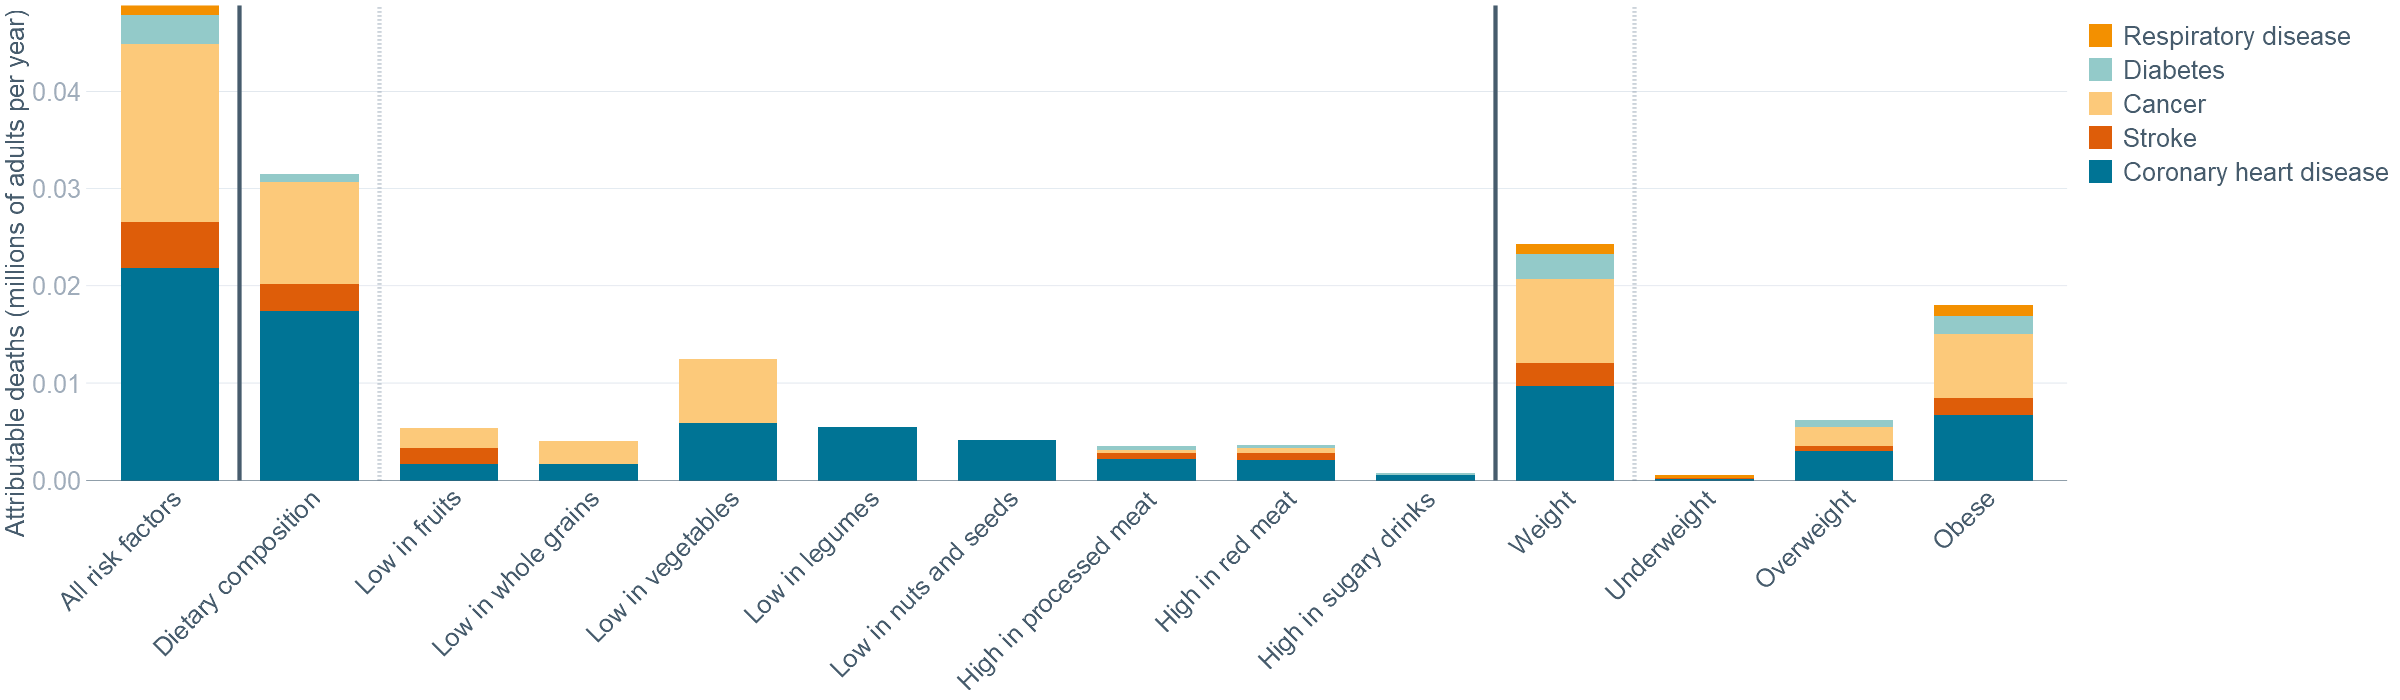 Attributable deaths (millions of adults per year)
0.04
0.03
0.02
0.01
0.00
All risk factors
Dietary composition
Low in fruits
Low in whole grains
Low in vegetables
Low in legumes
Low in nuts and seeds
High in processed meat
High in red meat
High in sugary drinks
Weight
Underweight
Overweight
Obese
Respiratory disease
Diabetes
Cancer
Stroke
Coronary heart disease